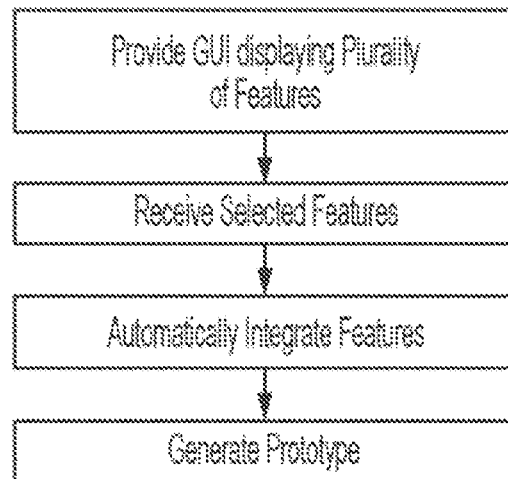 Provide GUI displaying Plurality
of Features
Receive Selected Features
Automatically Integrate Features
Generate Prototype